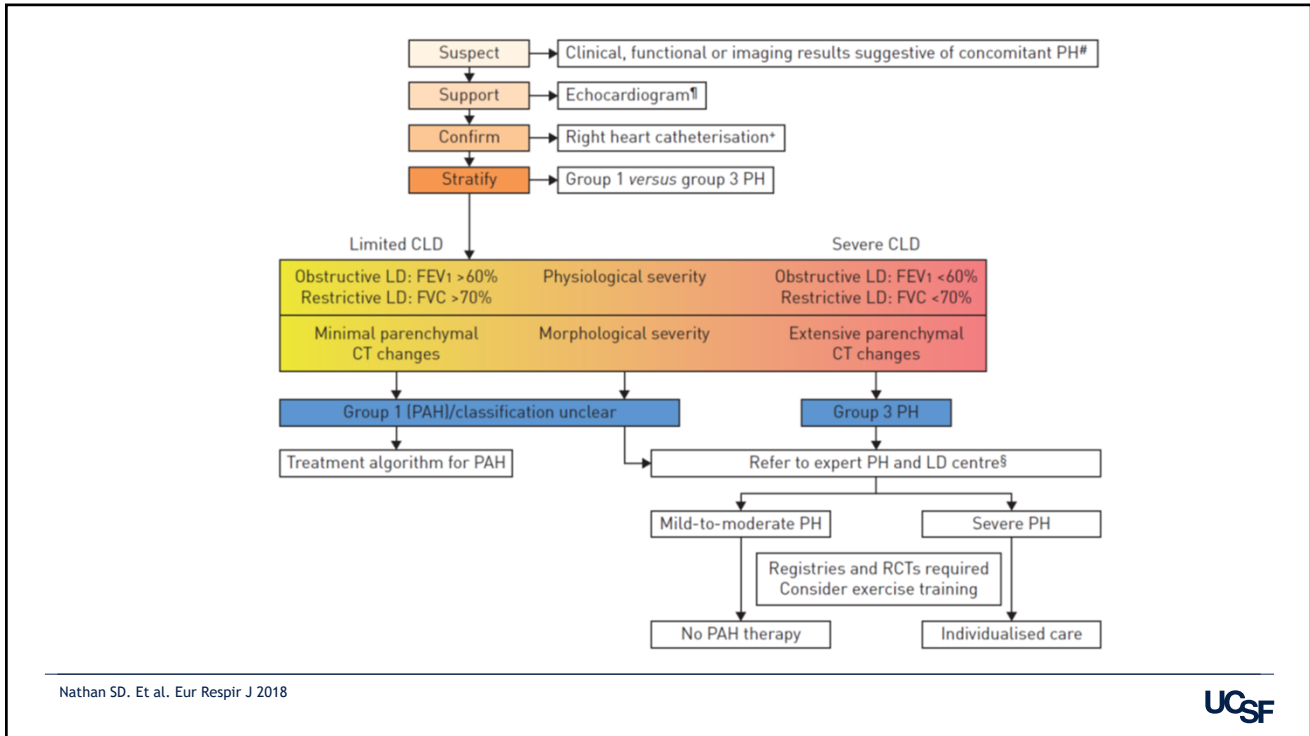 Suspect
Clinical, functional or imaging results suggestive of concomitant PH#
Support
Echocardiogram¶
Confirm
Right heart catheterisation+
Stratify
Group 1 versus group 3 PH
Limited CLD
Severe CLD
Obstructive LD: FEV1 >60%
Restrictive LD: FVC >70%
Physiological severity
Obstructive LD: FEV1 <60%
Restrictive LD: FVC <70%
Minimal parenchymal
CT changes
Morphological severity
Extensive parenchymal
CT changes
Group 1 (PAH)/classification unclear
Group 3 PH
Treatment algorithm for PAH
Refer to expert PH and LD centre§
Mild-to-moderate PH
Severe PH
Registries and RCTs required
Consider exercise training
No PAH therapy
Individualised care
Nathan SD. Et al. Eur Respir J 2018
UCSF